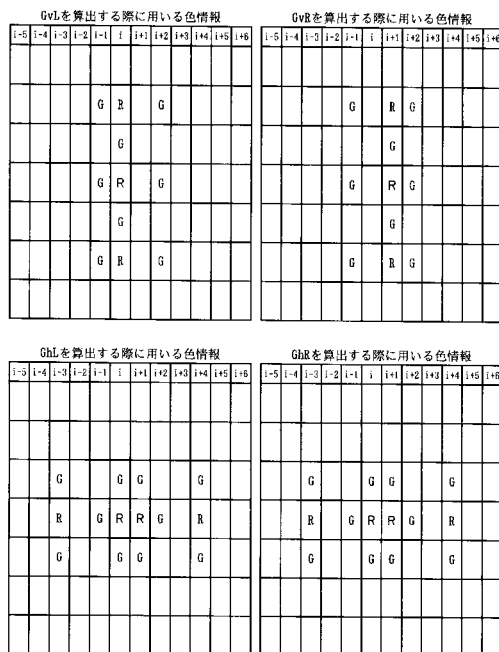 GvLを算出する際に用いる色情報
i-5 i-4 i-3 i-2 i-1 i i+1 i+2 i+3 i+4 i+5 i+6
G R G
G
G R G
G
G R G
GvRを算出する際に用いる色情報
i-5 i-4 i-3 i-2 i-1 i i+1 i+2 i+3 i+4 i+5 i+6
G R G
G
G R G
G
G R G
GhLを算出する際に用いる色情報
i-5 i-4 i-3 i-2 i-1 i i+1 i+2 i+3 i+4 i+5 i+6
G G G G
R G R R G R
G G G G
GhRを算出する際に用いる色情報
i-5 i-4 i-3 i-2 i-1 i i+1 i+2 i+3 i+4 i+5 i+6
G G G G
R G R R G R
G G G G